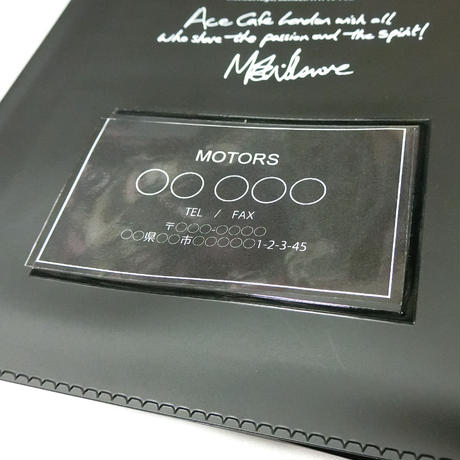 Ace Cafe London wish all
who share the passion and the Spirit!
MOTORS
○○ ○○○
TEL / FAX
〒○○○-○○○○
○○県○○市○○○○○1-2-3-45